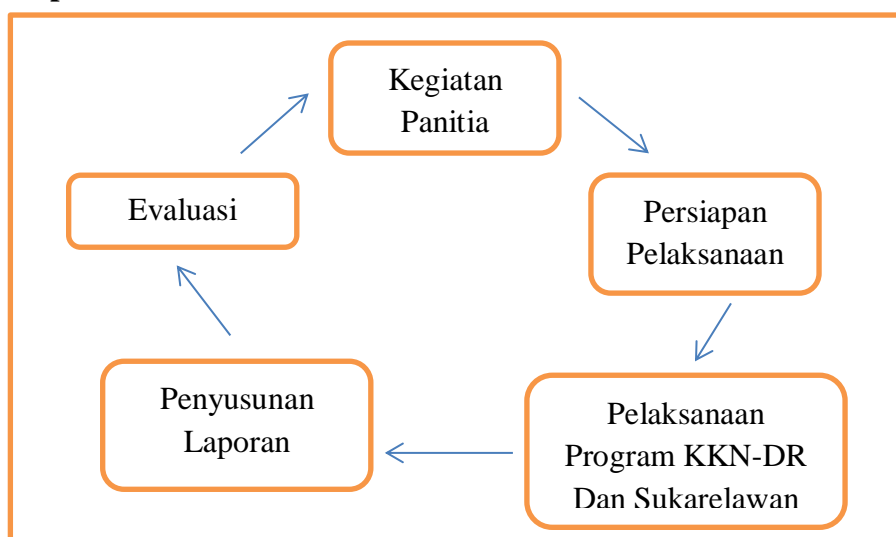 Kegiatan
Panitia
Persiapan
Pelaksanaan
Pelaksanaan
Program KKN-DR
Dan Sukarelawan
Penyusunan
Laporan
Evaluasi